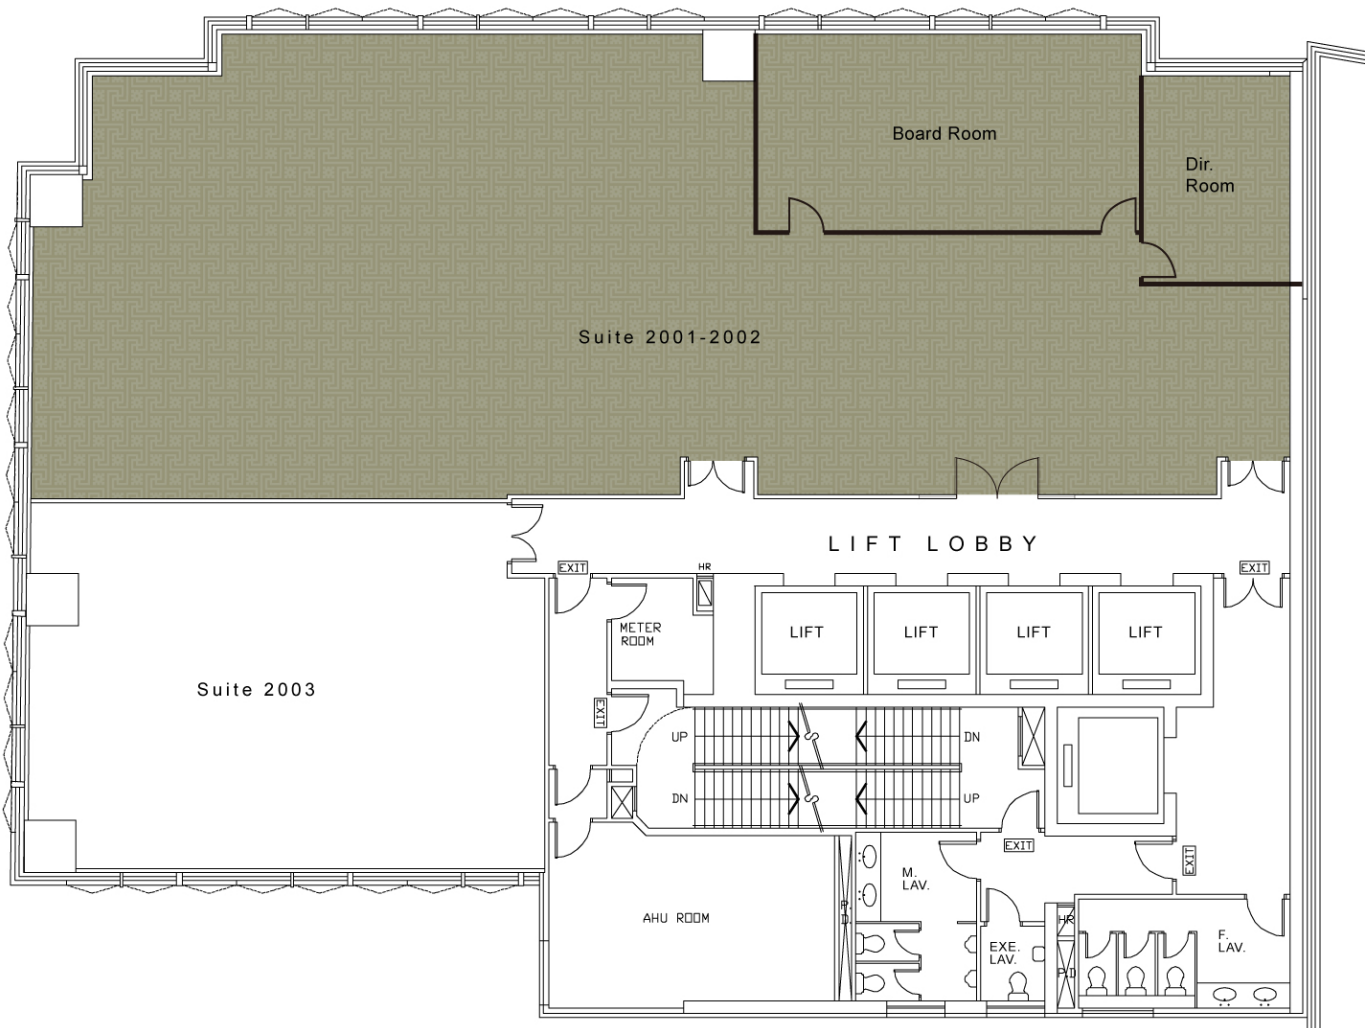 Board Room
Dir.
Room
Suite 2001-2002
LIFT LOBBY
EXIT
HR
EXIT
METER
ROOM
LIFT
LIFT
LIFT
LIFT
Suite 2003
EXIT
UP
DN
DN
UP
EXIT
EXIT
M.
LAV.
P.
D.
AHU ROOM
HR
EXE.
LAV.
F.
LAV.
P.D